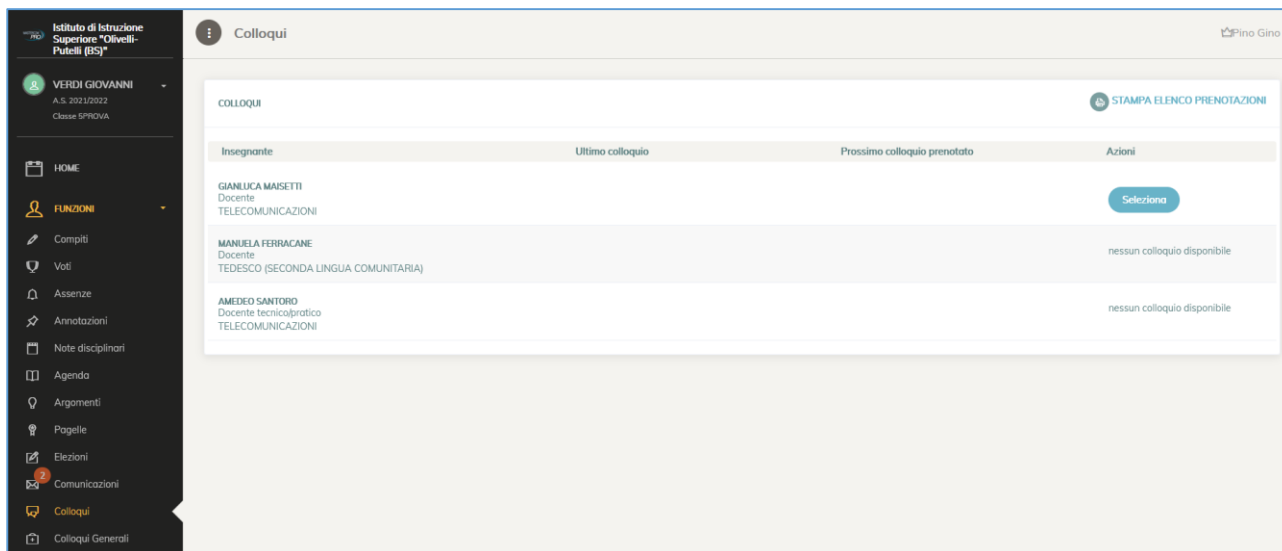 Istituto di Istruzione
Superiore "Olivelli-
Putelli (BS)"
VERDI GIOVANNI
A.S. 2021/2022
Classe 5PROVA
HOME
FUNZIONI
Compiti
Voti
Assenze
Annotazioni
Note disciplinari
Agenda
Argomenti
Pagelle
Elezioni
2
Comunicazioni
Colloqui
Colloqui Generali
Colloqui
Pino Gino
COLLOQUI
STAMPA ELENCO PRENOTAZIONI
Insegnante Ultimo colloquio Prossimo colloquio prenotato Azioni
GIANLUCA MAISETTI
Docente
TELECOMUNICAZIONI
Seleziona
MANUELA FERRACANE
Docente
TEDESCO (SECONDA LINGUA COMUNITARIA)
nessun colloquio disponibile
AMEDEO SANTORO
Docente tecnico/pratico
TELECOMUNICAZIONI
nessun colloquio disponibile